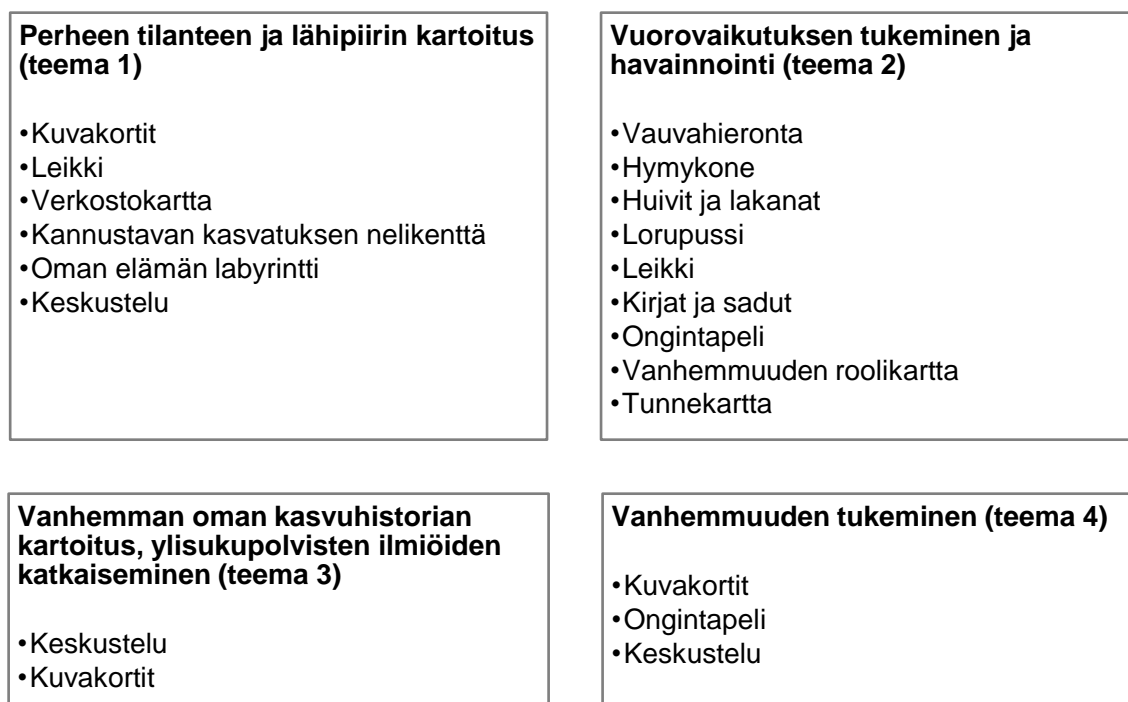 Perheen tilanteen ja lähipiirin kartoitus
(teema 1)
•Kuvakortit
•Leikki
•Verkostokartta
•Kannustavan kasvatuksen nelikenttä
•Oman elämän labyrintti
•Keskustelu
Vuorovaikutuksen tukeminen ja
havainnointi (teema 2)
•Vauvahieronta
•Hymykone
•Huivit ja lakanat
•Lorupussi
•Leikki
•Kirjat ja sadut
•Ongintapeli
•Vanhemmuuden roolikartta
•Tunnekartta
Vanhemman oman kasvuhistorian
kartoitus, ylisukupolvisten ilmiöiden
katkaiseminen (teema 3)
•Keskustelu
•Kuvakortit
Vanhemmuuden tukeminen (teema 4)
•Kuvakortit
•Ongintapeli
•Keskustelu